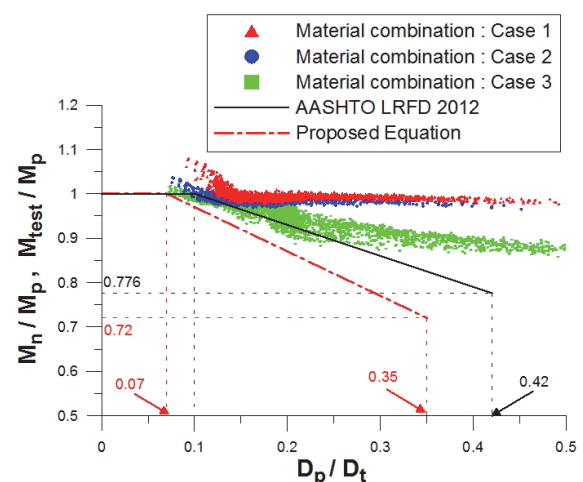 Material combination : Case 1
Material combination : Case 2
Material combination : Case 3
AASHTO LRFD 2012
Proposed Equation
1.2
1.1
1
0.9
0.8
0.7
0.6
0.5
Mn / Mp , Mtest / Mp
0.776
0.72
0.07
0.35
0.42
0
0.1
0.2
0.3
0.4
0.5
Dp / Dt